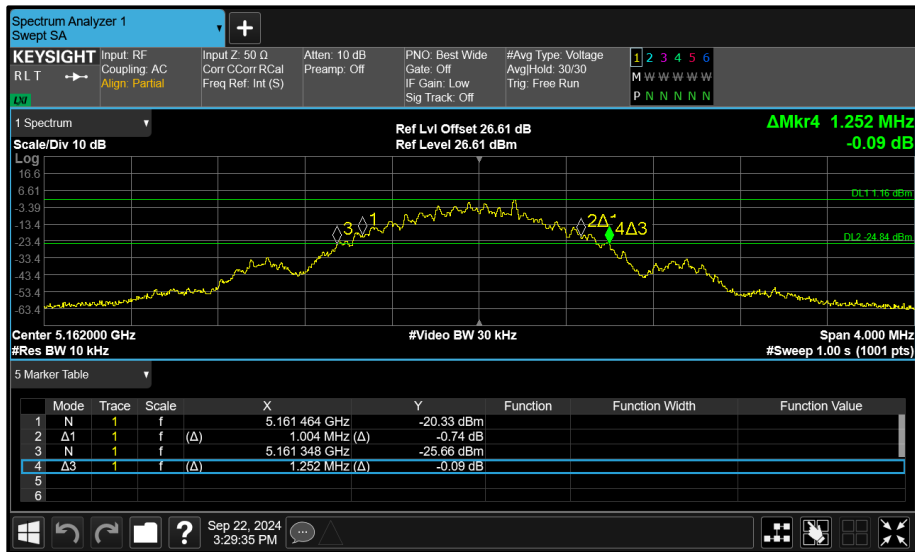 Spectrum Analyzer 1
Swept SA
KEYSIGHT
RLT
LXI
Input: RF
Coupling: AC
Align: Partial
Input Z: 50 Ω
Corr CCorr RCal
Freq Ref: Int (S)
Atten: 10 dB
Preamp: Off
PNO: Best Wide
Gate: Off
IF Gain: Low
Sig Track: Off
#Avg Type: Voltage
Avg|Hold: 30/30
Trig: Free Run
1 2 3 4 5 6
M W W W W W
P N N N N N
1 Spectrum
Scale/Div 10 dB
Ref Lvl Offset 26.61 dB
Ref Level 26.61 dBm
ΔMkr4 1.252 MHz
-0.09 dB
Log
16.6
6.61
-3.39
-13.4
-23.4
-33.4
-43.4
-53.4
-63.4
DL1 1.16 dBm
DL2 -24.84 dBm
3
1
2Δ1
4Δ3
Center 5.162000 GHz
#Res BW 10 kHz
#Video BW 30 kHz
Span 4.000 MHz
#Sweep 1.00 s (1001 pts)
5 Marker Table
Mode Trace Scale X Y Function Function Width Function Value
1 N 1 f 5.161 464 GHz -20.33 dBm
2 Δ1 1 f (Δ) 1.004 MHz (Δ) -0.74 dB
3 N 1 f 5.161 348 GHz -25.66 dBm
4 Δ3 1 f (Δ) 1.252 MHz (Δ) -0.09 dB
5
6
Sep 22, 2024
3:29:35 PM